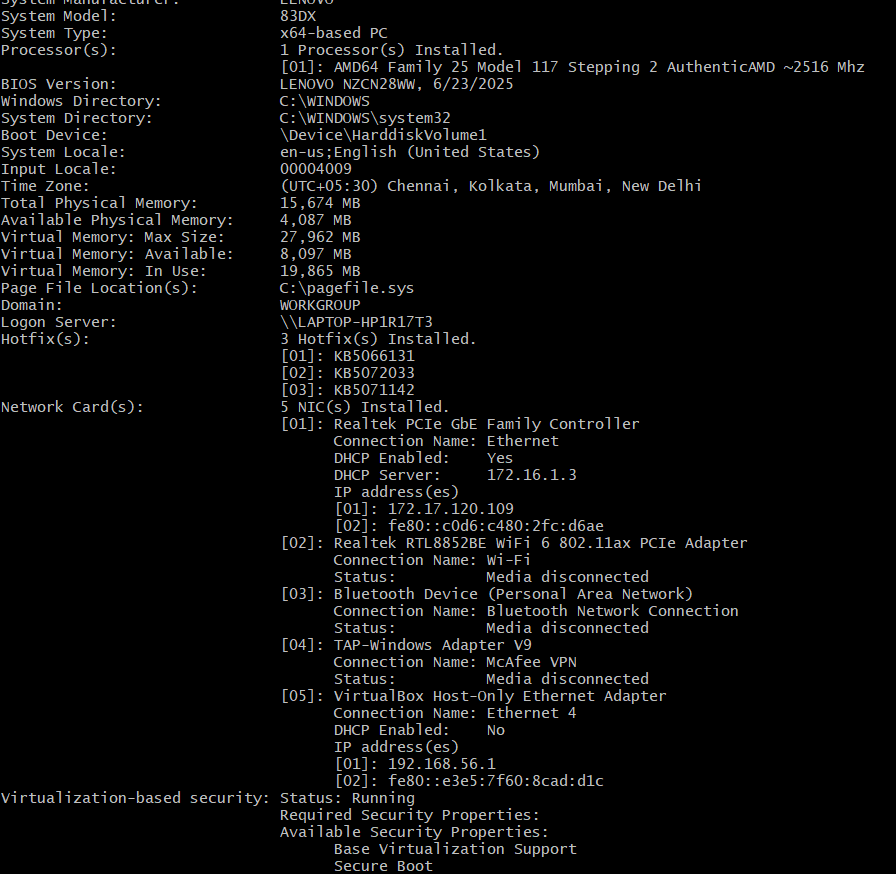 System Manufacturer: LENOVO
System Model: 83DX
System Type: x64-based PC
Processor(s): 1 Processor(s) Installed.
[01]: AMD64 Family 25 Model 117 Stepping 2 AuthenticAMD ~2516 Mhz
BIOS Version: LENOVO NZCN28WW, 6/23/2025
Windows Directory: C:\WINDOWS
System Directory: C:\WINDOWS\system32
Boot Device: \Device\HarddiskVolume1
System Locale: en-us;English (United States)
Input Locale: 00004009
Time Zone: (UTC+05:30) Chennai, Kolkata, Mumbai, New Delhi
Total Physical Memory: 15,674 MB
Available Physical Memory: 4,087 MB
Virtual Memory: Max Size: 27,962 MB
Virtual Memory: Available: 8,097 MB
Virtual Memory: In Use: 19,865 MB
Page File Location(s): C:\pagefile.sys
Domain: WORKGROUP
Logon Server: \\LAPTOP-HP1R17T3
Hotfix(s): 3 Hotfix(s) Installed.
[01]: KB5066131
[02]: KB5072033
[03]: KB5071142
Network Card(s): 5 NIC(s) Installed.
[01]: Realtek PCIe GbE Family Controller
Connection Name: Ethernet
DHCP Enabled: Yes
DHCP Server: 172.16.1.3
IP address(es)
[01]: 172.17.120.109
[02]: fe80::c0d6:c480:2fc:d6ae
[02]: Realtek RTL8852BE WiFi 6 802.11ax PCIe Adapter
Connection Name: Wi-Fi
Status: Media disconnected
[03]: Bluetooth Device (Personal Area Network)
Connection Name: Bluetooth Network Connection
Status: Media disconnected
[04]: TAP-Windows Adapter V9
Connection Name: McAfee VPN
Status: Media disconnected
[05]: VirtualBox Host-Only Ethernet Adapter
Connection Name: Ethernet 4
DHCP Enabled: No
IP address(es)
[01]: 192.168.56.1
[02]: fe80::e3e5:7f60:8cad:d1c
Virtualization-based security: Status: Running
Required Security Properties:
Available Security Properties:
Base Virtualization Support
Secure Boot